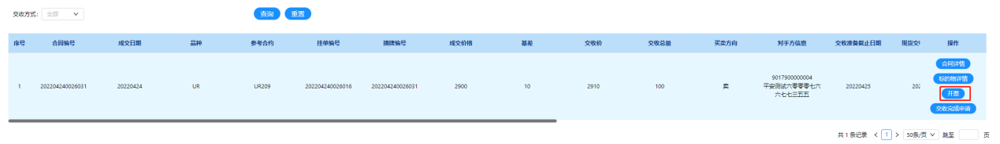 交收方式: 全部
查询 重置
序号 合同编号 成交日期 品种 参考合约 挂单编号 摘牌编号 成交价格 基差 交收价 交收总量 买卖方向 对手方信息 交收准备截止日期 现货交 操作
合同详情
标的物详情
9017900000004
1 202204240026031 20220424 UR UR209 202204240026016 202204240026031 2900 10 2910 100 卖 平安测试六零零零七六 20220425 202
六七七三五五
开票
交收完成申请
共 1 条记录 < 1 > 50条/页 跳至 页